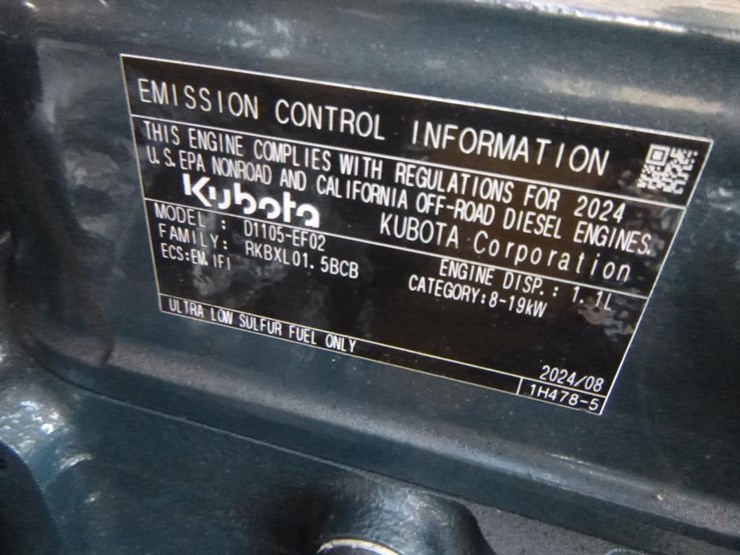 EMISSION CONTROL INFORMATION
THIS ENGINE COMPLIES WITH REGULATIONS FOR 2024
U.S.EPA NONROAD AND CALIFORNIA OFF-ROAD DIESEL ENGINES.
Kubota KUBOTA Corporation
MODEL : D1105-EF02 ENGINE DISP.: 1.1L
FAMILY: RKBXL01.5BCB CATEGORY:8-19kW
ECS:EM, IFI
ULTRA LOW SULFUR FUEL ONLY
2024/08
1H478-5